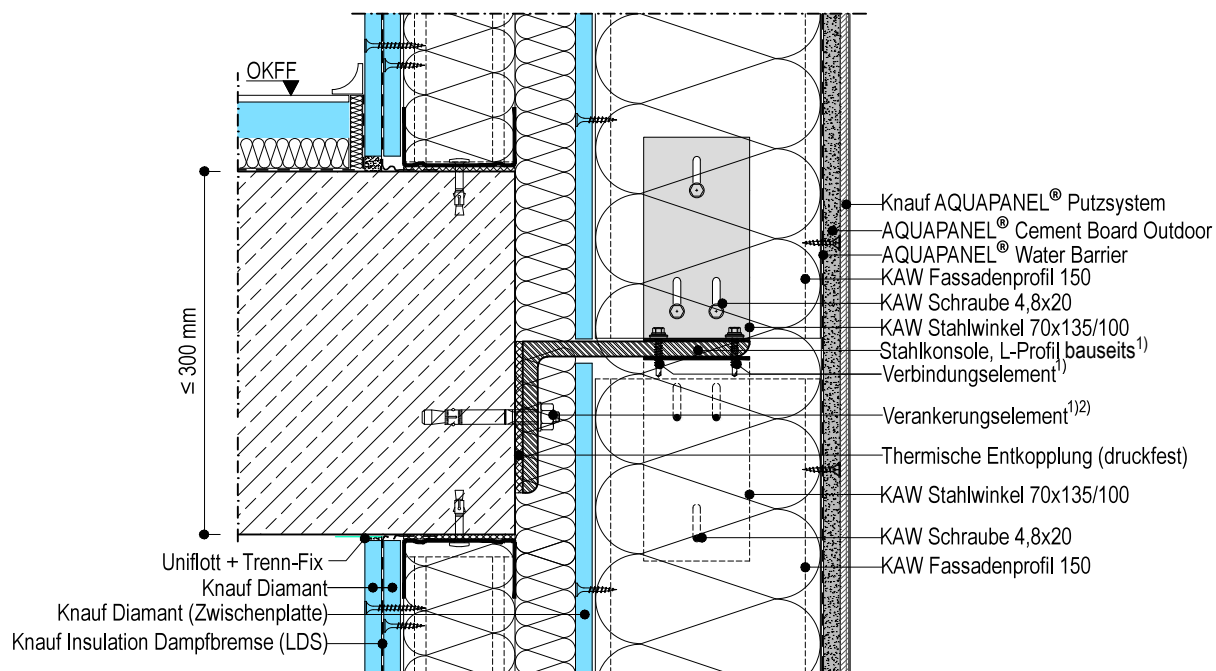 OKFF
≤ 300 mm
Knauf AQUAPANEL® Putzsystem
AQUAPANEL® Cement Board Outdoor
AQUAPANEL® Water Barrier
KAW Fassadenprofil 150
KAW Schraube 4,8x20
KAW Stahlwinkel 70x135/100
Stahlkonsole, L-Profil bauseits¹⁾
Verbindungselement¹⁾
Verankerungselement¹⁾²⁾
Thermische Entkopplung (druckfest)
KAW Stahlwinkel 70x135/100
KAW Schraube 4,8x20
KAW Fassadenprofil 150
Uniflott + Trenn-Fix
Knauf Diamant
Knauf Diamant (Zwischenplatte)
Knauf Insulation Dampfbremse (LDS)